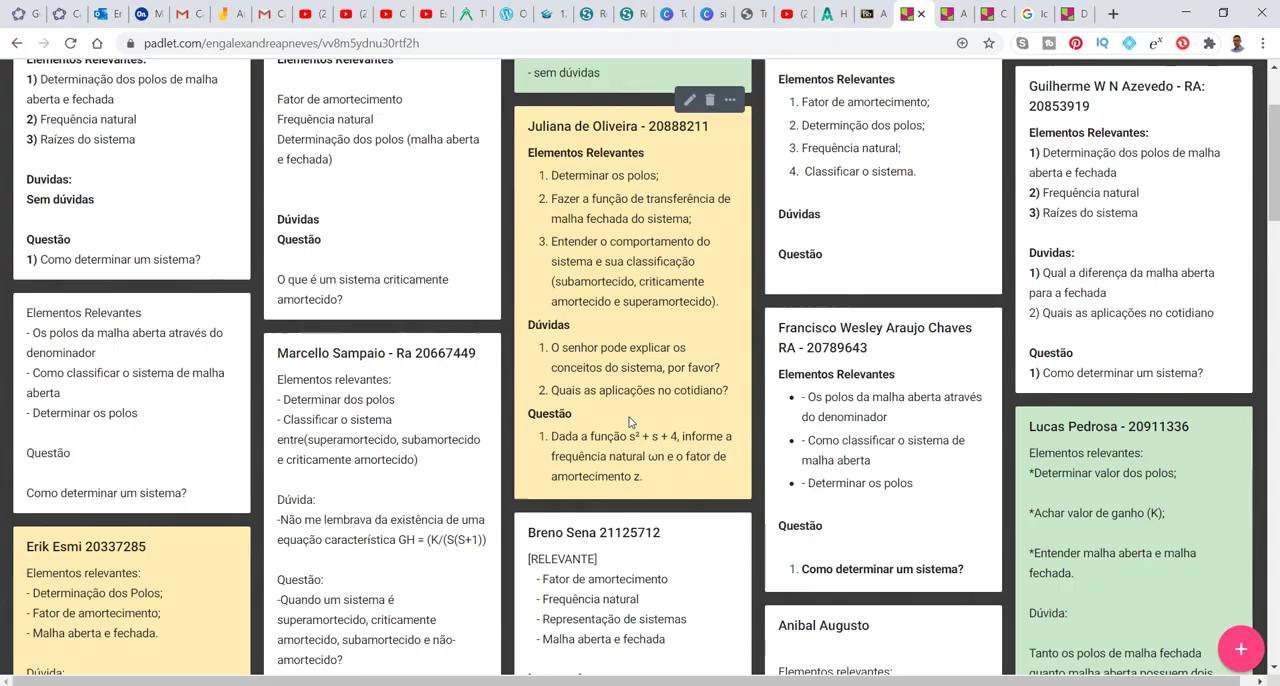 padlet.com/engalexandreapneves/vv8m5ydnu30rtf2h
Elementos Relevantes:
1) Determinação dos polos de malha
aberta e fechada
2) Frequência natural
3) Raízes do sistema
Duvidas:
Sem dúvidas
Questão
1) Como determinar um sistema?
Elementos Relevantes
- Os polos da malha aberta através do
denominador
- Como classificar o sistema de malha
aberta
- Determinar os polos
Questão
Como determinar um sistema?
Erik Esmi 20337285
Elementos relevantes:
- Determinação dos Polos;
- Fator de amortecimento;
- Malha aberta e fechada.
Dúvida:
Elementos Relevantes
Fator de amortecimento
Frequência natural
Determinação dos polos (malha aberta
e fechada)
Dúvidas
Questão
O que é um sistema criticamente
amortecido?
Marcello Sampaio - Ra 20667449
Elementos relevantes:
- Determinar dos polos
- Classificar o sistema
entre(superamortecido, subamortecido
e criticamente amortecido)
Dúvida:
-Não me lembrava da existência de uma
equação característica GH = (K/(S(S+1))
Questão:
-Quando um sistema é
superamortecido, criticamente
amortecido, subamortecido e não-
amortecido?
- sem dúvidas
Juliana de Oliveira - 20888211
Elementos Relevantes
1. Determinar os polos;
2. Fazer a função de transferência de
malha fechada do sistema;
3. Entender o comportamento do
sistema e sua classificação
(subamortecido, criticamente
amortecido e superamortecido).
Dúvidas
1. O senhor pode explicar os
conceitos do sistema, por favor?
2. Quais as aplicações no cotidiano?
Questão
1. Dada a função s² + s + 4, informe a
frequência natural ωn e o fator de
amortecimento z.
Breno Sena 21125712
[RELEVANTE]
- Fator de amortecimento
- Frequência natural
- Representação de sistemas
- Malha aberta e fechada
Elementos Relevantes
1. Fator de amortecimento;
2. Determinção dos polos;
3. Frequência natural;
4. Classificar o sistema.
Dúvidas
Questão
Francisco Wesley Araujo Chaves
RA - 20789643
Elementos Relevantes
- Os polos da malha aberta através
do denominador
- Como classificar o sistema de
malha aberta
- Determinar os polos
Questão
1. Como determinar um sistema?
Anibal Augusto
Elementos relevantes:
Guilherme W N Azevedo - RA:
20853919
Elementos Relevantes:
1) Determinação dos polos de malha
aberta e fechada
2) Frequência natural
3) Raízes do sistema
Duvidas:
1) Qual a diferença da malha aberta
para a fechada
2) Quais as aplicações no cotidiano
Questão
1) Como determinar um sistema?
Lucas Pedrosa - 20911336
Elementos relevantes:
*Determinar valor dos polos;
*Achar valor de ganho (K);
*Entender malha aberta e malha
fechada.
Dúvida:
Tanto os polos de malha fechada
quanto malha aberta possuem dois